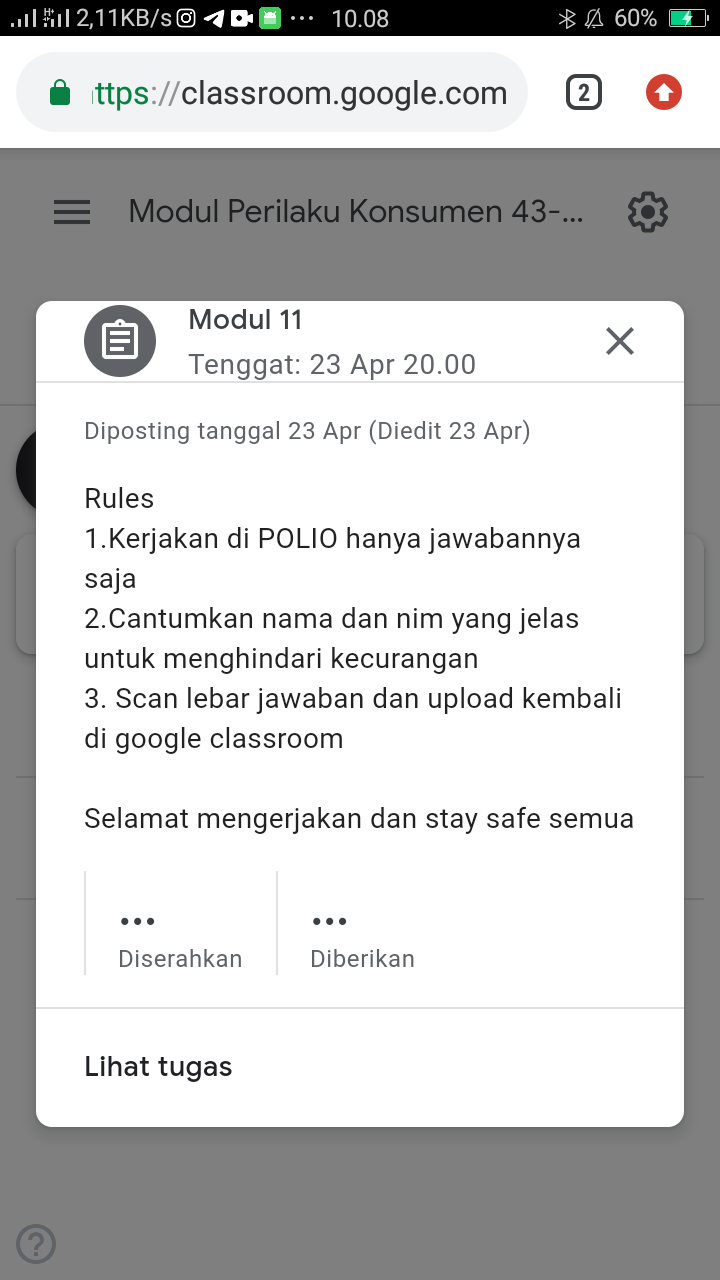 2,11KB/s ... 10.08 60%
ttps://classroom.google.com 2
Modul Perilaku Konsumen 43-...
Modul 11
Tenggat: 23 Apr 20.00
Diposting tanggal 23 Apr (Diedit 23 Apr)
Rules
1.Kerjakan di POLIO hanya jawabannya
saja
2.Cantumkan nama dan nim yang jelas
untuk menghindari kecurangan
3. Scan lebar jawaban dan upload kembali
di google classroom
Selamat mengerjakan dan stay safe semua
... ...
Diserahkan Diberikan
Lihat tugas